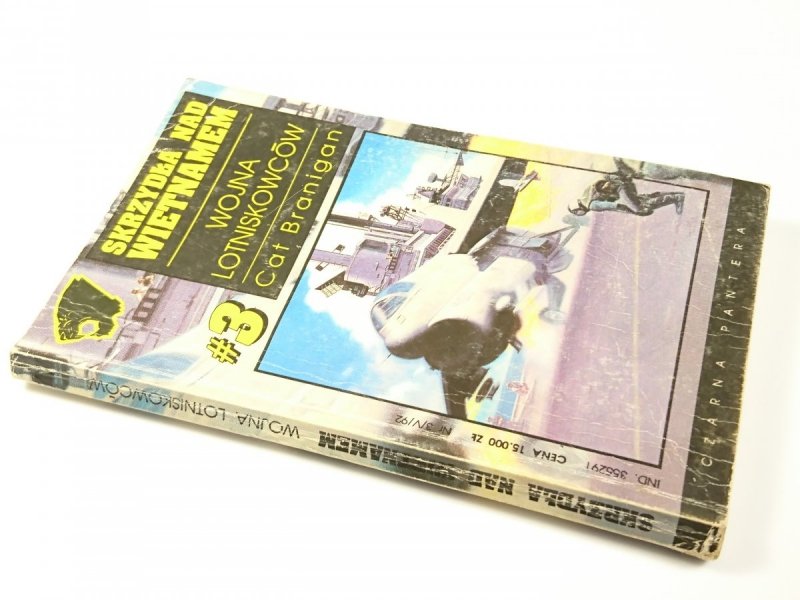 SKRZYDŁA NAD
WIETNAMEM
WOJNA
LOTNISKOWCÓW
Cat Branigan
#3
CZARNA PANTERA
IND. 355291 CENA 15.000 ZŁ Nr 3/V/92
SKRZYDŁA NAD WIETNAMEM WOJNA LOTNISKOWCÓW